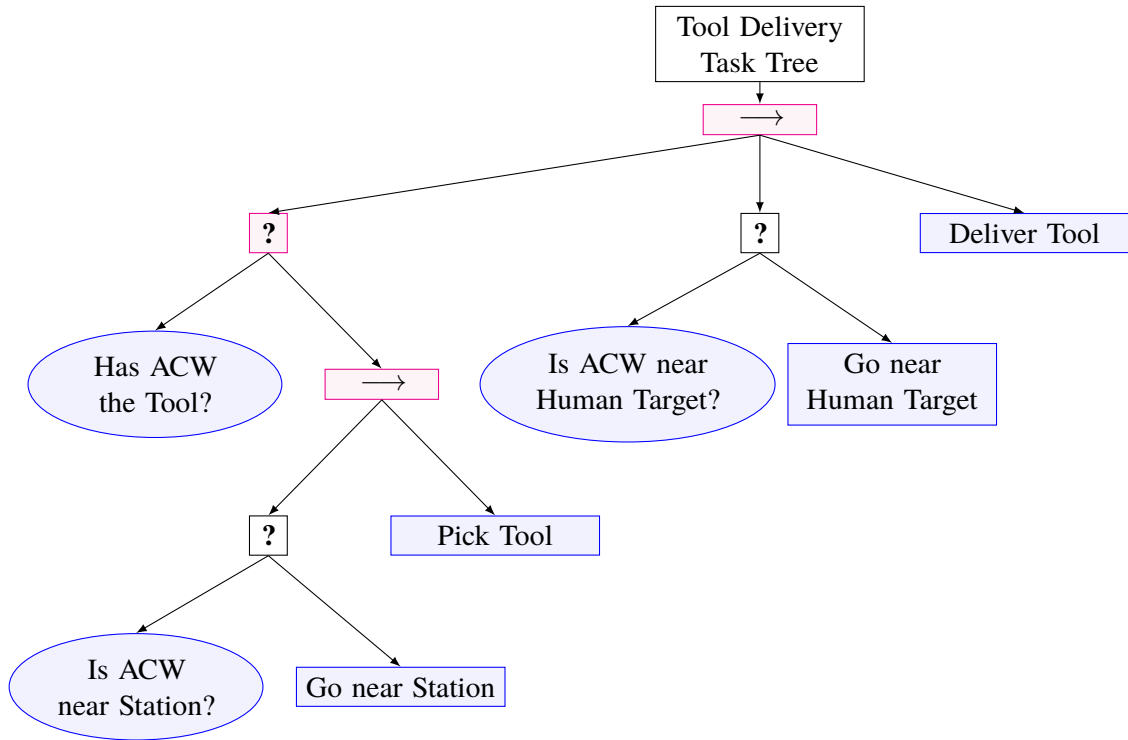 Tool Delivery
Task Tree
⟶
?
?
Deliver Tool
Has ACW
the Tool?
⟶
Is ACW near
Human Target?
Go near
Human Target
?
Pick Tool
Is ACW
near Station?
Go near Station